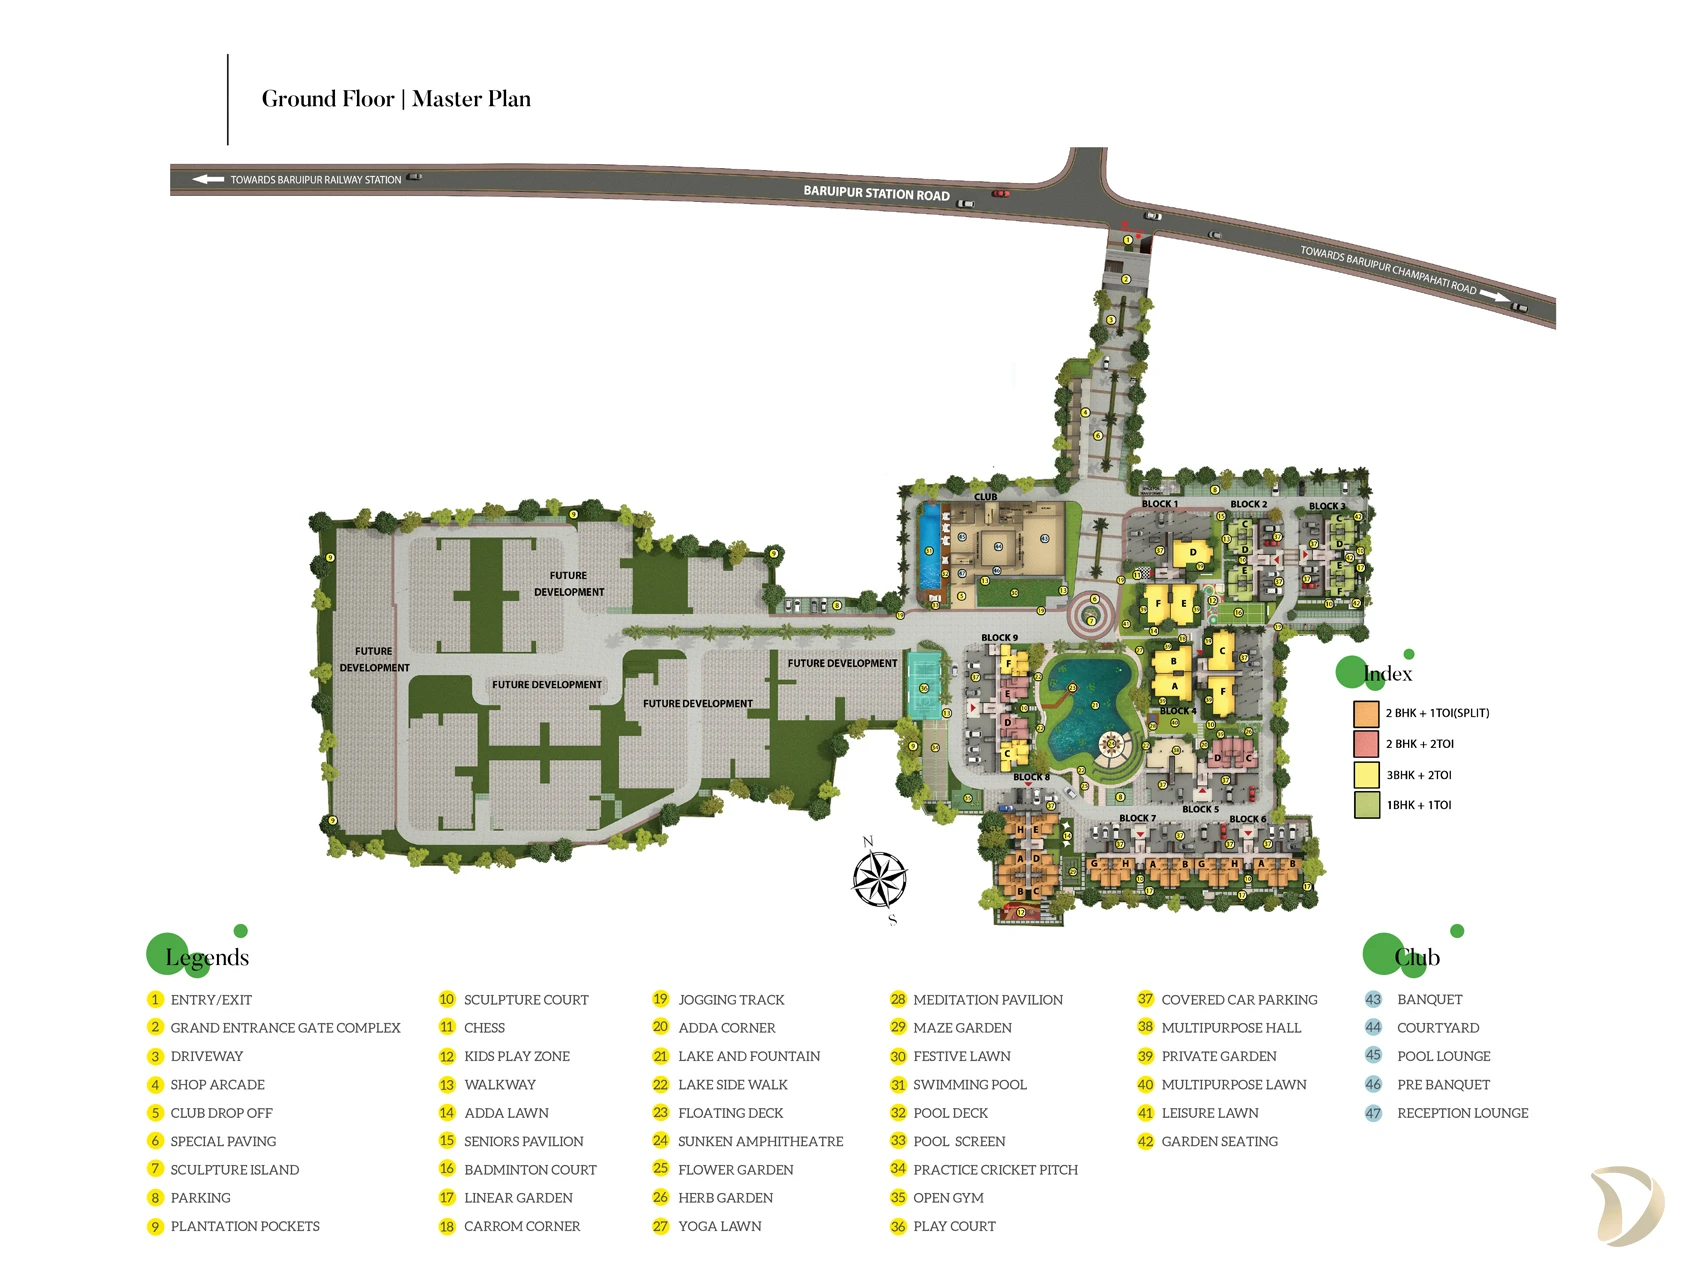 Ground Floor | Master Plan
TOWARDS BARUIPUR RAILWAY STATION
BARUIPUR STATION ROAD
TOWARDS BARUIPUR CHAMPAHATI ROAD
CLUB
BLOCK 1
BLOCK 2
BLOCK 3
FUTURE
DEVELOPMENT
FUTURE
DEVELOPMENT
FUTURE DEVELOPMENT
FUTURE DEVELOPMENT
FUTURE DEVELOPMENT
BLOCK 9
BLOCK 4
BLOCK 8
BLOCK 5
BLOCK 7
BLOCK 6
N
S
Index
2 BHK + 1TOI(SPLIT)
2 BHK + 2TOI
3BHK + 2TOI
1BHK + 1TOI
Legends
1 ENTRY/EXIT
2 GRAND ENTRANCE GATE COMPLEX
3 DRIVEWAY
4 SHOP ARCADE
5 CLUB DROP OFF
6 SPECIAL PAVING
7 SCULPTURE ISLAND
8 PARKING
9 PLANTATION POCKETS
10 SCULPTURE COURT
11 CHESS
12 KIDS PLAY ZONE
13 WALKWAY
14 ADDA LAWN
15 SENIORS PAVILION
16 BADMINTON COURT
17 LINEAR GARDEN
18 CARROM CORNER
19 JOGGING TRACK
20 ADDA CORNER
21 LAKE AND FOUNTAIN
22 LAKE SIDE WALK
23 FLOATING DECK
24 SUNKEN AMPHITHEATRE
25 FLOWER GARDEN
26 HERB GARDEN
27 YOGA LAWN
28 MEDITATION PAVILION
29 MAZE GARDEN
30 FESTIVE LAWN
31 SWIMMING POOL
32 POOL DECK
33 POOL SCREEN
34 PRACTICE CRICKET PITCH
35 OPEN GYM
36 PLAY COURT
37 COVERED CAR PARKING
38 MULTIPURPOSE HALL
39 PRIVATE GARDEN
40 MULTIPURPOSE LAWN
41 LEISURE LAWN
42 GARDEN SEATING
Club
43 BANQUET
44 COURTYARD
45 POOL LOUNGE
46 PRE BANQUET
47 RECEPTION LOUNGE